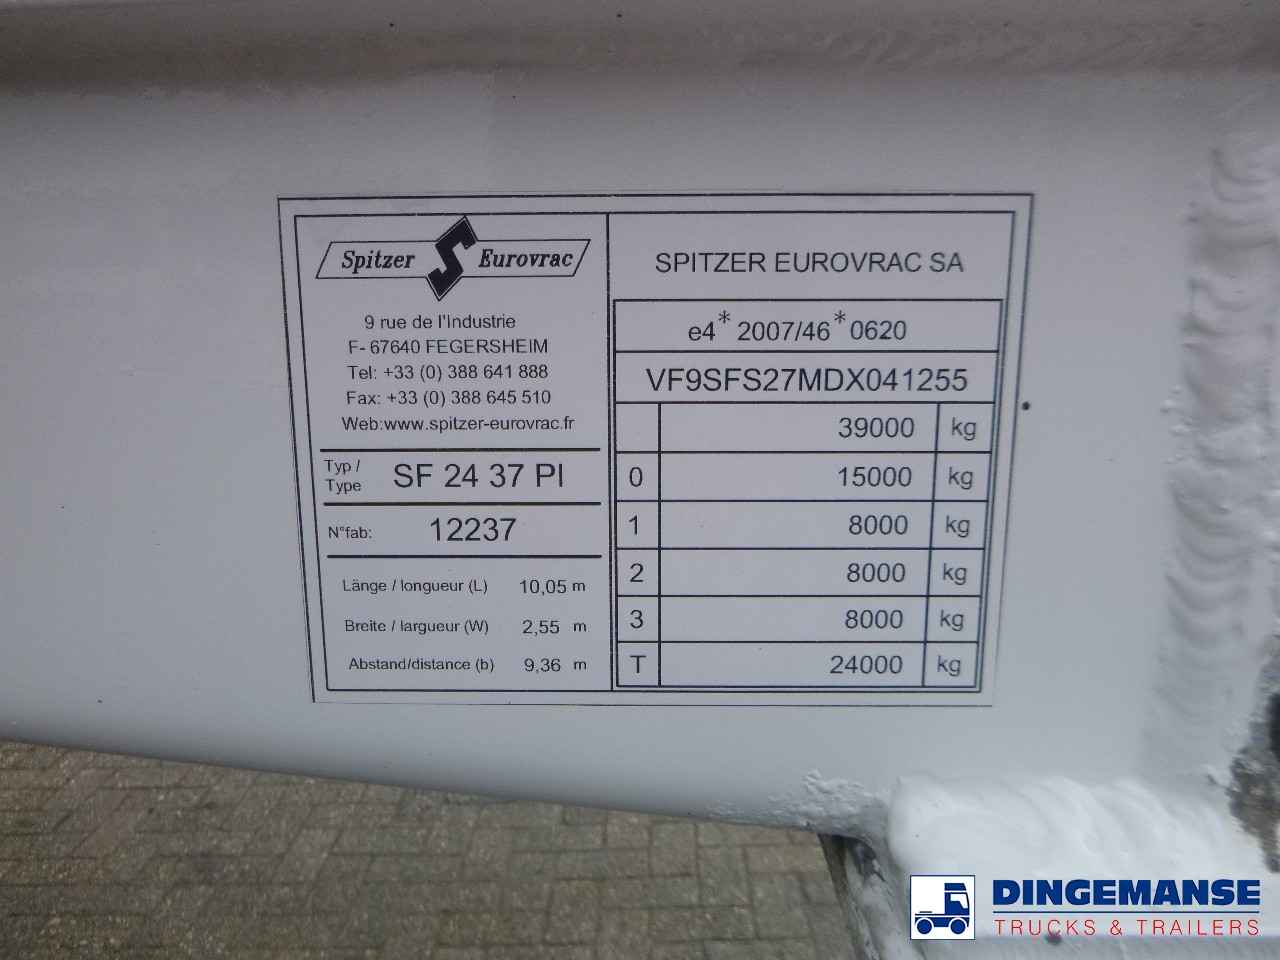 Spitzer Eurovrac
9 rue de l'Industrie
F- 67640 FEGERSHEIM
Tel: +33 (0) 388 641 888
Fax: +33 (0) 388 645 510
Web:www.spitzer-eurovrac.fr
Typ /
Type
SF 24 37 PI
N°fab: 12237
Länge / longueur (L) 10,05 m
Breite / largueur (W) 2,55 m
Abstand/distance (b) 9,36 m
SPITZER EUROVRAC SA
e4*2007/46*0620
VF9SFS27MDX041255
39000 kg
0 15000 kg
1 8000 kg
2 8000 kg
3 8000 kg
T 24000 kg
DINGEMANSE
TRUCKS & TRAILERS